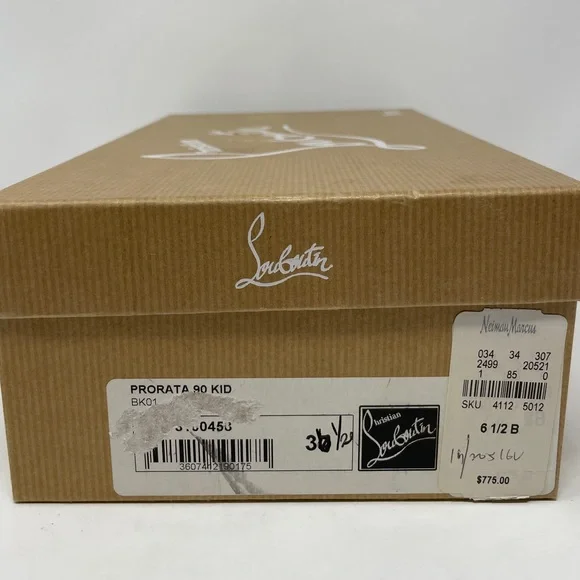 Louboutin
Neiman Marcus
034 34 307
2499 20521
1 85 0
SKU 4112 5012
6 1/2 B
$775.00
PRORATA 90 KID
BK01
3607442190175
36 1/2
Christian
Louboutin